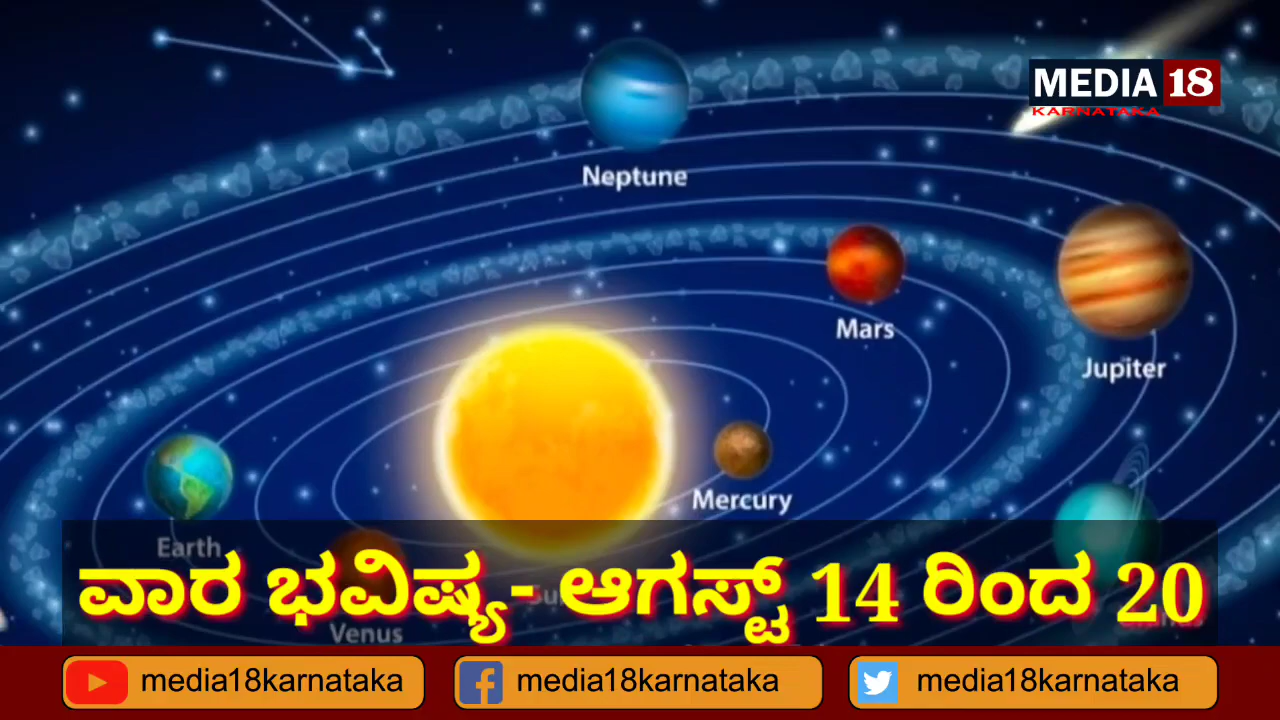 MEDIA 18
KARNATAKA
Neptune
Mars
Jupiter
Mercury
Earth
ವಾರ ಭವಿಷ್ಯ- ಆಗಸ್ಟ್ 14 ರಿಂದ 20
Venus
media18karnataka
media18karnataka
media18karnataka